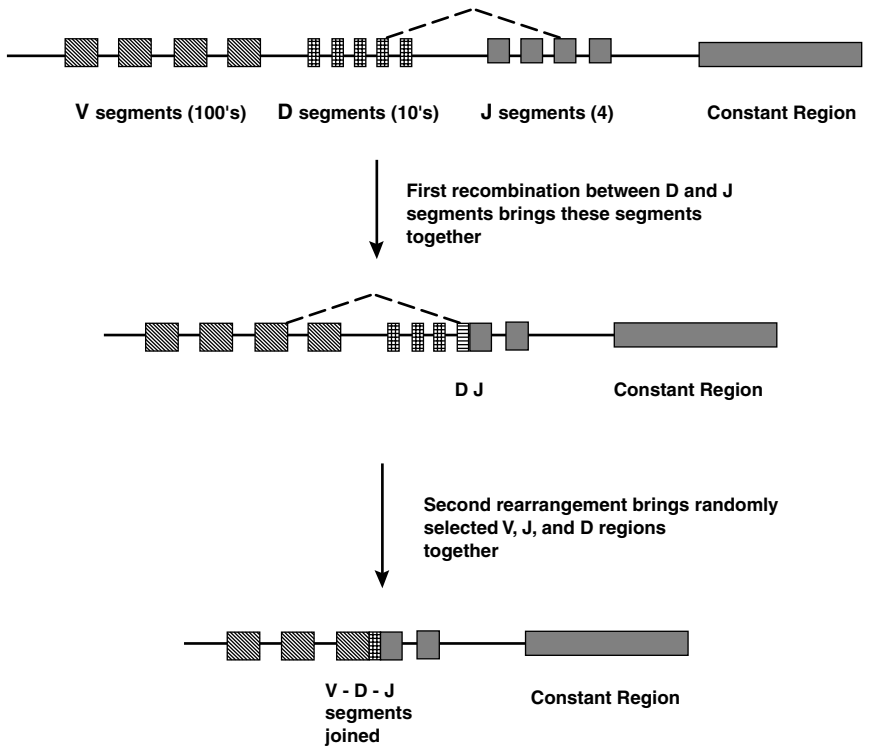 V segments (100's) D segments (10's) J segments (4) Constant Region
First recombination between D and J
segments brings these segments
together
D J Constant Region
Second rearrangement brings randomly
selected V, J, and D regions
together
V - D - J
segments
joined
Constant Region